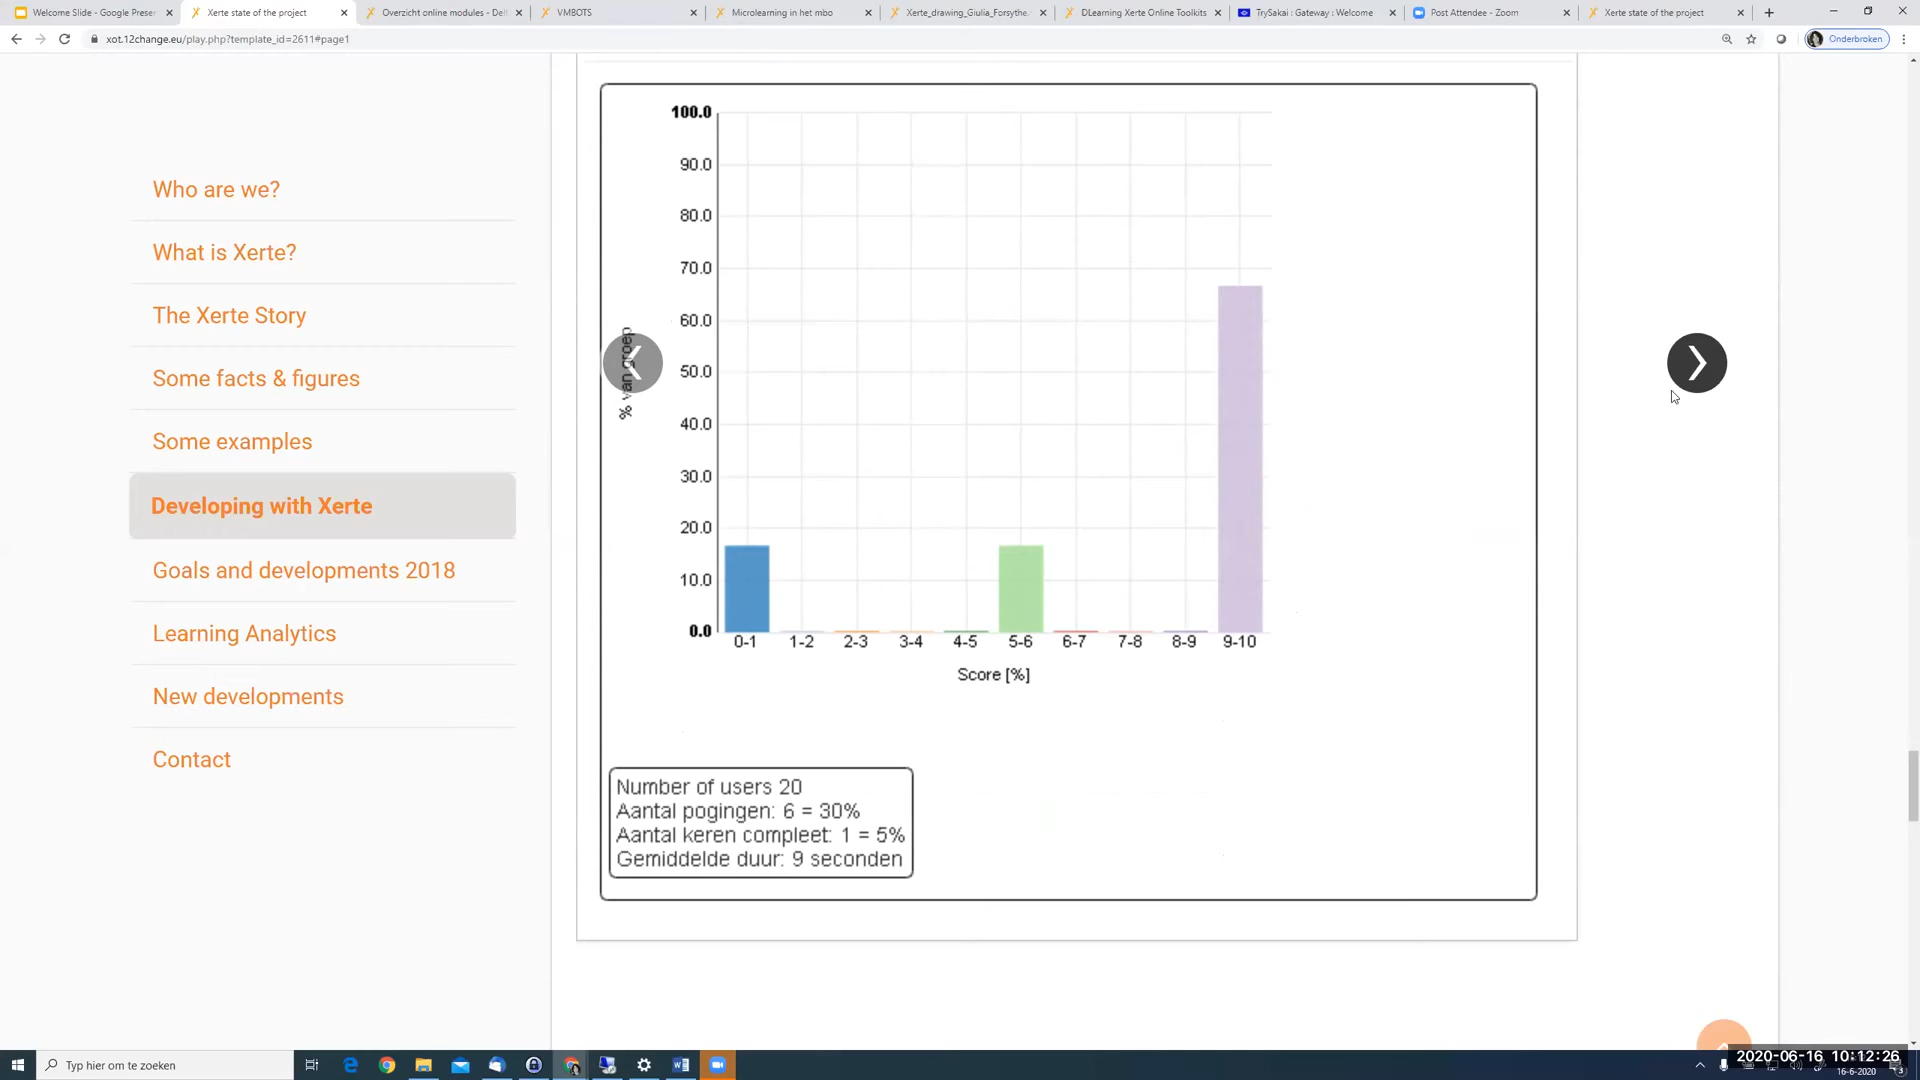 Welcome Slide - Google Preser
Xerte state of the project
Overzicht online modules - Del
VMBOTS
Microlearning in het mbo
Xerte_drawing_Giulia_Forsythe.
DLearning Xerte Online Toolkits
TrySakai : Gateway : Welcome
Post Attendee - Zoom
Xerte state of the project
xot.12change.eu/play.php?template_id=2611#page1
Onderbroken
Who are we?
What is Xerte?
The Xerte Story
Some facts & figures
Some examples
Developing with Xerte
Goals and developments 2018
Learning Analytics
New developments
Contact
100.0
90.0
80.0
70.0
60.0
50.0
40.0
30.0
20.0
10.0
0.0
% van groep
0-1 1-2 2-3 3-4 4-5 5-6 6-7 7-8 8-9 9-10
Score [%]
Number of users 20
Aantal pogingen: 6 = 30%
Aantal keren compleet: 1 = 5%
Gemiddelde duur: 9 seconden
Typ hier om te zoeken
2020-06-16 10:12:26
16-6-2020